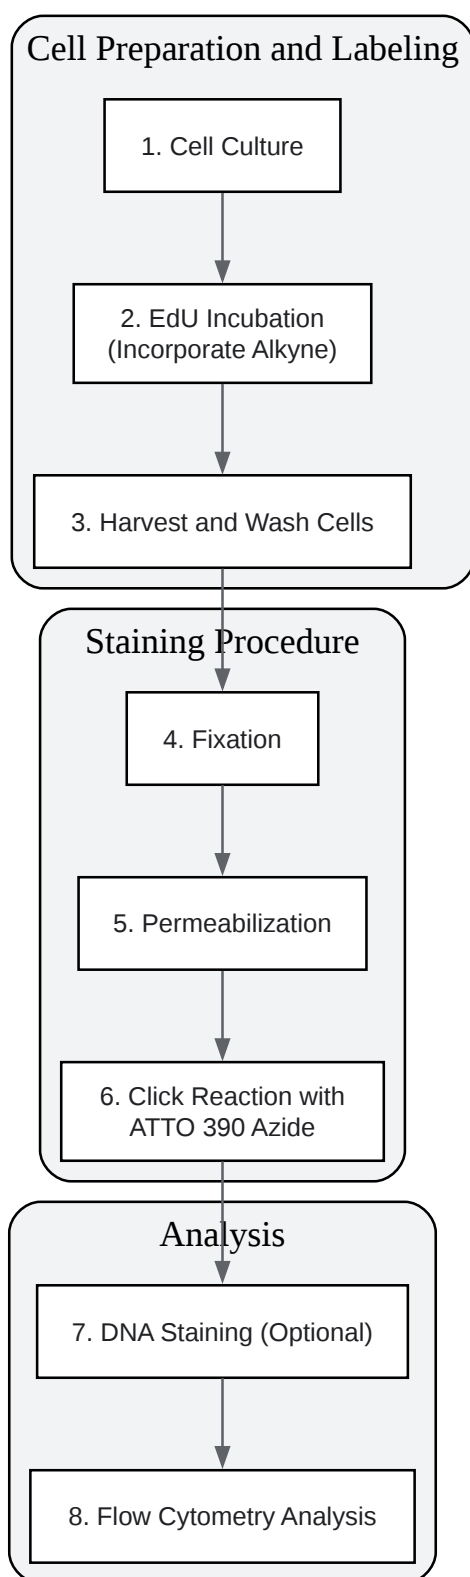 Cell Preparation and Labeling
1. Cell Culture
2. EdU Incubation
(Incorporate Alkyne)
3. Harvest and Wash Cells
Staining Procedure
4. Fixation
5. Permeabilization
6. Click Reaction with
ATTO 390 Azide
Analysis
7. DNA Staining (Optional)
8. Flow Cytometry Analysis